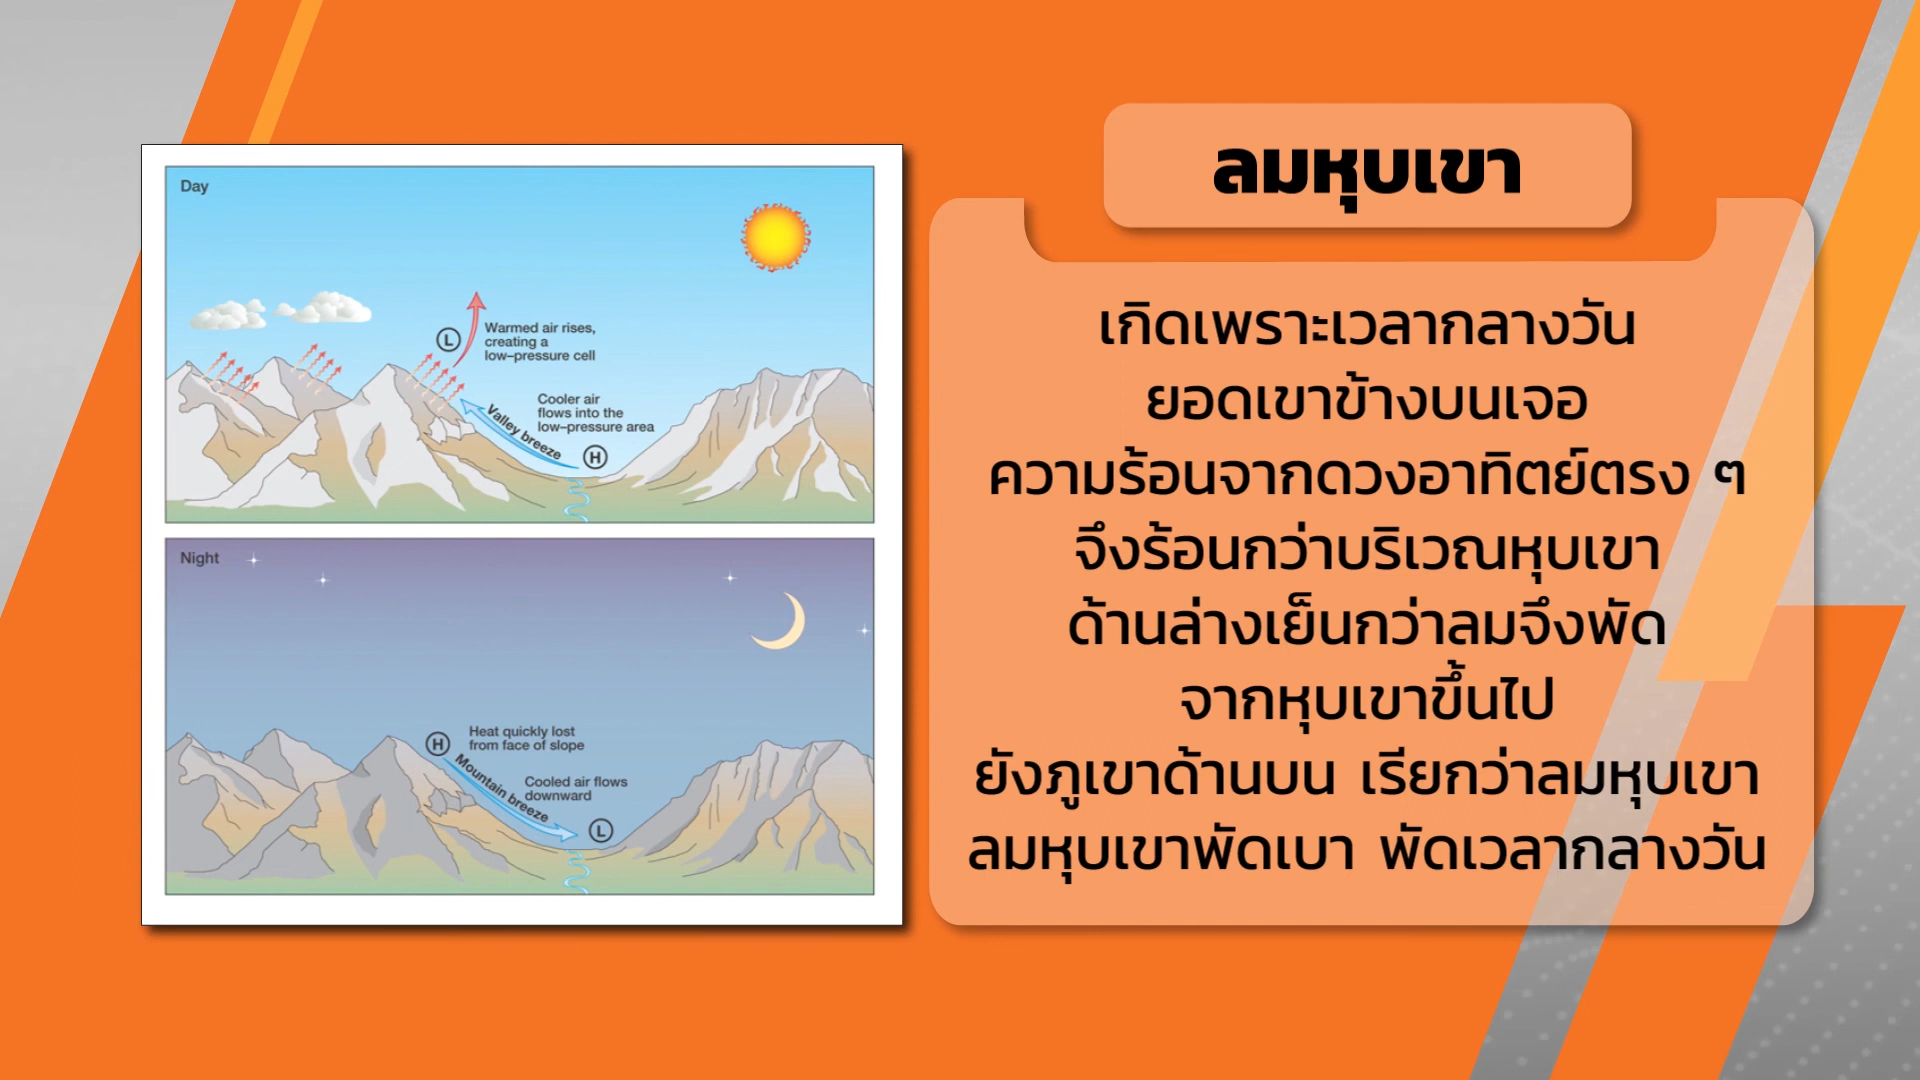 Day
Warmed air rises,
creating a
low–pressure cell
L
Cooler air
flows into the
low–pressure area
Valley breeze
H
Night
H
Heat quickly lost
from face of slope
Mountain breeze
Cooled air flows
downward
L
ลมหุบเขา
เกิดเพราะเวลากลางวัน
ยอดเขาข้างบนเจอ
ความร้อนจากดวงอาทิตย์ตรง ๆ
จึงร้อนกว่าบริเวณหุบเขา
ด้านล่างเย็นกว่าลมจึงพัด
จากหุบเขาขึ้นไป
ยังภูเขาด้านบน เรียกว่าลมหุบเขา
ลมหุบเขาพัดเบา พัดเวลากลางวัน